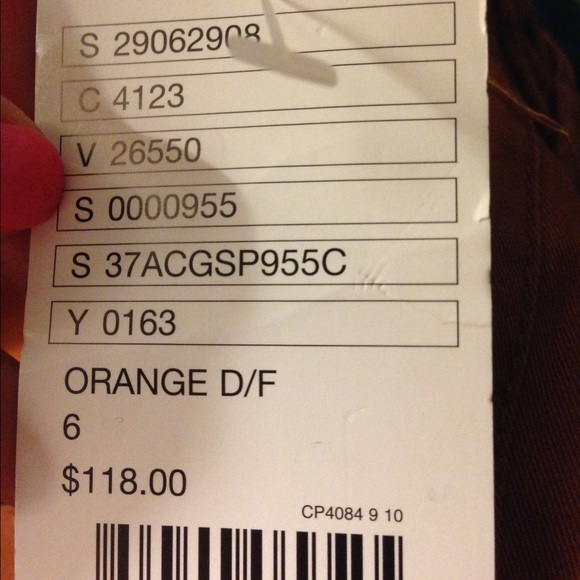 S 29062908
C 4123
V 26550
S 0000955
S 37ACGSP955C
Y 0163
ORANGE D/F
6
$118.00
CP4084 9 10